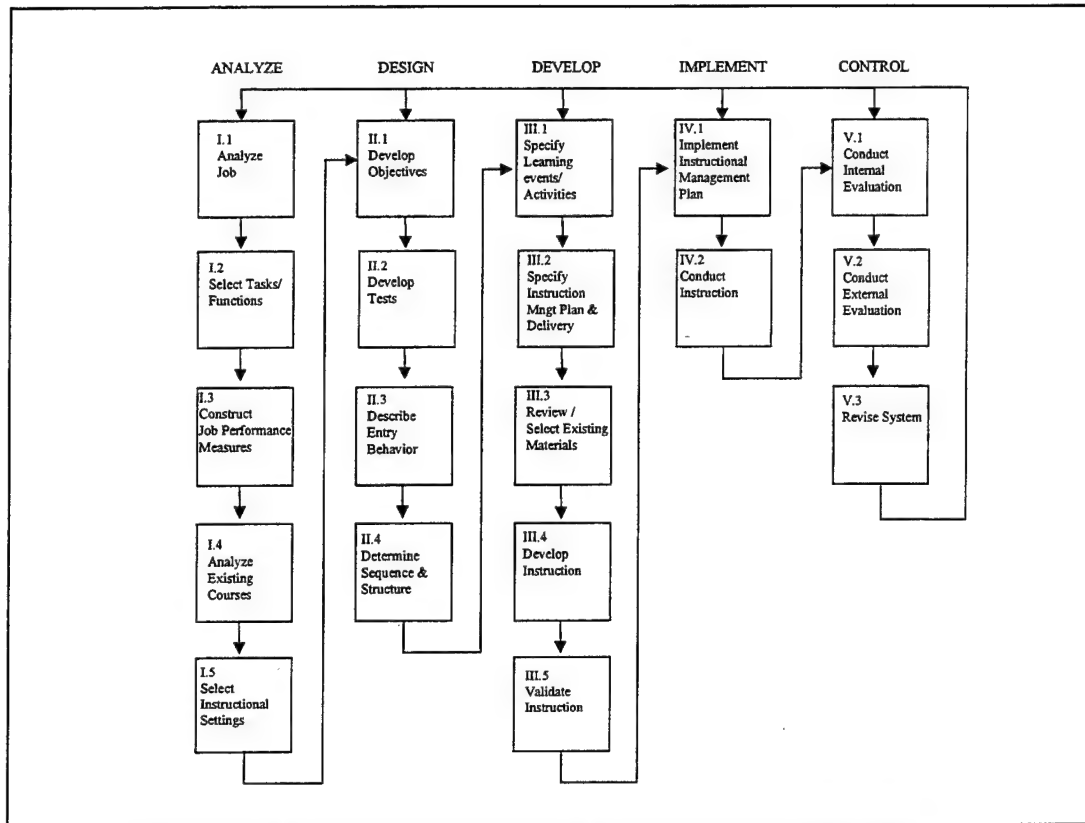 ANALYZE
DESIGN
DEVELOP
IMPLEMENT
CONTROL
I.1
Analyze
Job
I.2
Select Tasks/
Functions
I.3
Construct
Job Performance
Measures
I.4
Analyze
Existing
Courses
I.5
Select
Instructional
Settings
II.1
Develop
Objectives
II.2
Develop
Tests
II.3
Describe
Entry
Behavior
II.4
Determine
Sequence &
Structure
III.1
Specify
Learning
events/
Activities
III.2
Specify
Instruction
Mngt Plan &
Delivery
III.3
Review /
Select Existing
Materials
III.4
Develop
Instruction
III.5
Validate
Instruction
IV.1
Implement
Instructional
Management
Plan
IV.2
Conduct
Instruction
V.1
Conduct
Internal
Evaluation
V.2
Conduct
External
Evaluation
V.3
Revise System